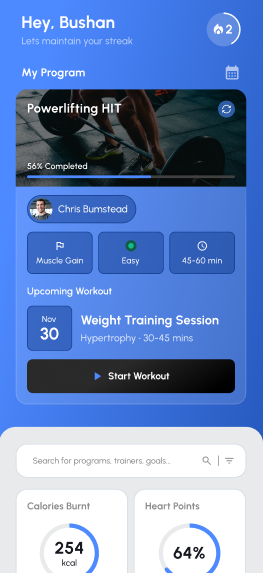 Hey, Bushan
Lets maintain your streak
2
My Program
Powerlifting HIT
56% Completed
Chris Bumstead
Muscle Gain
Easy
45-60 min
Upcoming Workout
Nov
30
Weight Training Session
Hypertrophy · 30-45 mins
Start Workout
Search for programs, trainers, goals...
Calories Burnt
Heart Points
254
kcal
64%